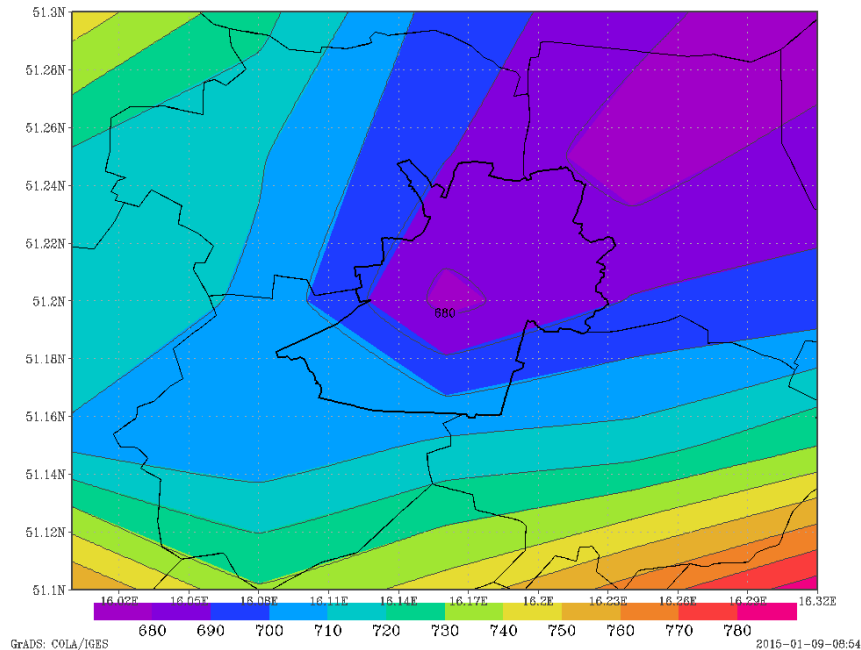 51.3N
51.28N
51.26N
51.24N
51.22N
51.2N
51.18N
51.16N
51.14N
51.12N
51.1N
680
16.02E 16.05E 16.08E 16.11E 16.14E 16.17E 16.2E 16.23E 16.26E 16.29E 16.32E
680 690 700 710 720 730 740 750 760 770 780
GrADS: COLA/IGES 2015-01-09-08:54